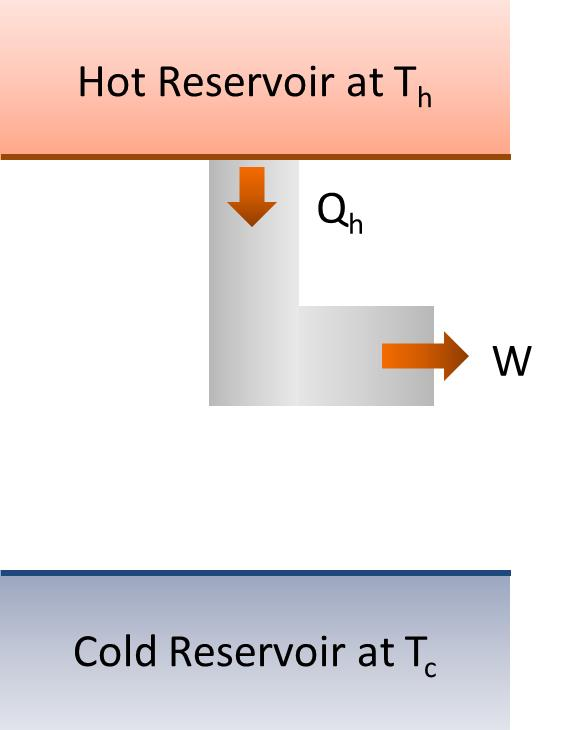 Hot Reservoir at Th
Qh
W
Cold Reservoir at Tc